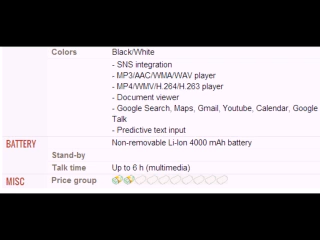 Colors Black/White
- SNS integration
- MP3/AAC/WMA/WAV player
- MP4/WMV/H.264/H.263 player
- Document viewer
- Google Search, Maps, Gmail, Youtube, Calendar, Google
Talk
- Predictive text input
BATTERY Non-removable Li-Ion 4000 mAh battery
Stand-by
Talk time Up to 6 h (multimedia)
MISC Price group